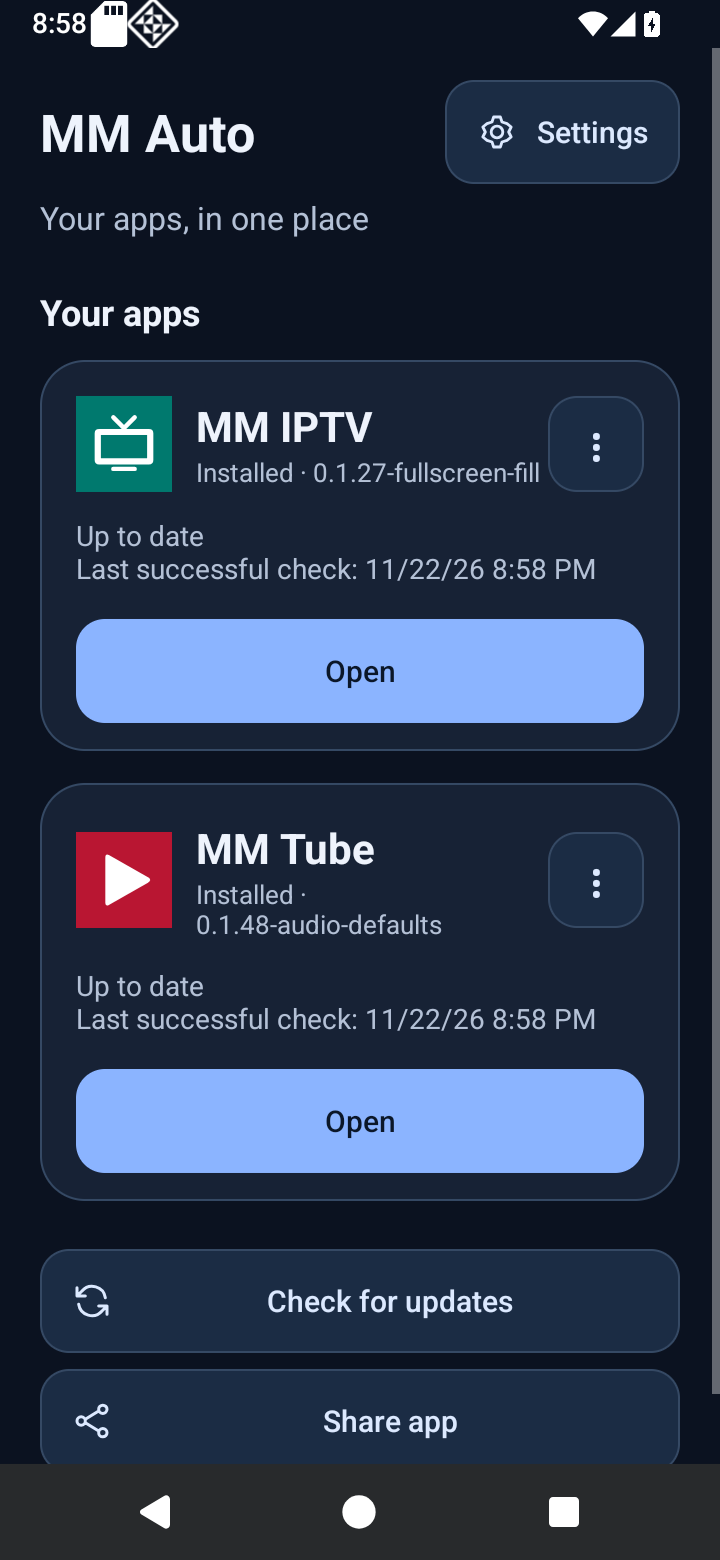 8:58
MM Auto
Settings
Your apps, in one place
Your apps
MM IPTV
Installed · 0.1.27-fullscreen-fill
Up to date
Last successful check: 11/22/26 8:58 PM
Open
MM Tube
Installed ·
0.1.48-audio-defaults
Up to date
Last successful check: 11/22/26 8:58 PM
Open
Check for updates
Share app